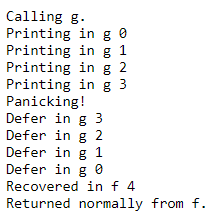 Calling g.
Printing in g 0
Printing in g 1
Printing in g 2
Printing in g 3
Panicking!
Defer in g 3
Defer in g 2
Defer in g 1
Defer in g 0
Recovered in f 4
Returned normally from f.